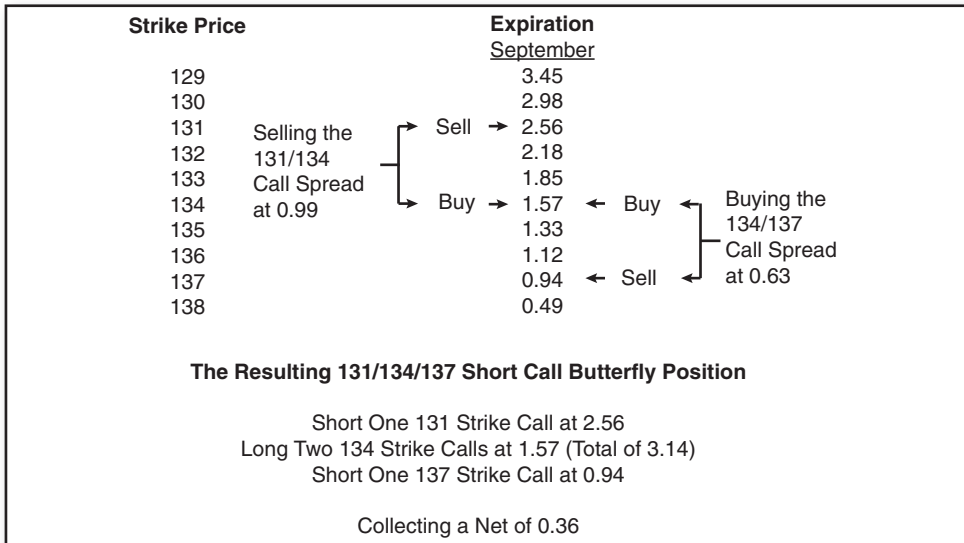 Strike Price Expiration
September
129 3.45
130 2.98
131 Selling the Sell 2.56
132 131/134 2.18
133 Call Spread 1.85
134 at 0.99 Buy 1.57 Buy Buying the
135 1.33 134/137
136 1.12 Call Spread
137 0.94 Sell at 0.63
138 0.49
The Resulting 131/134/137 Short Call Butterfly Position
Short One 131 Strike Call at 2.56
Long Two 134 Strike Calls at 1.57 (Total of 3.14)
Short One 137 Strike Call at 0.94
Collecting a Net of 0.36